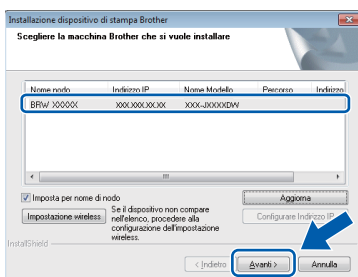 Installazione dispositivo di stampa Brother
Scegliere la macchina Brother che si vuole installare
Nome nodo Indirizzo IP Nome Modello Percorso Indirizzo
BRW XXXXX XXX.XXX.XX.XX XXX-JXXXXDW
Imposta per nome di nodo
Aggiorna
Impostazione wireless
Se il dispositivo non compare
nell'elenco, procedere alla
configurazione dell'impostazione
wireless.
Configurare Indirizzo IP
InstallShield
< Indietro Avanti > Annulla